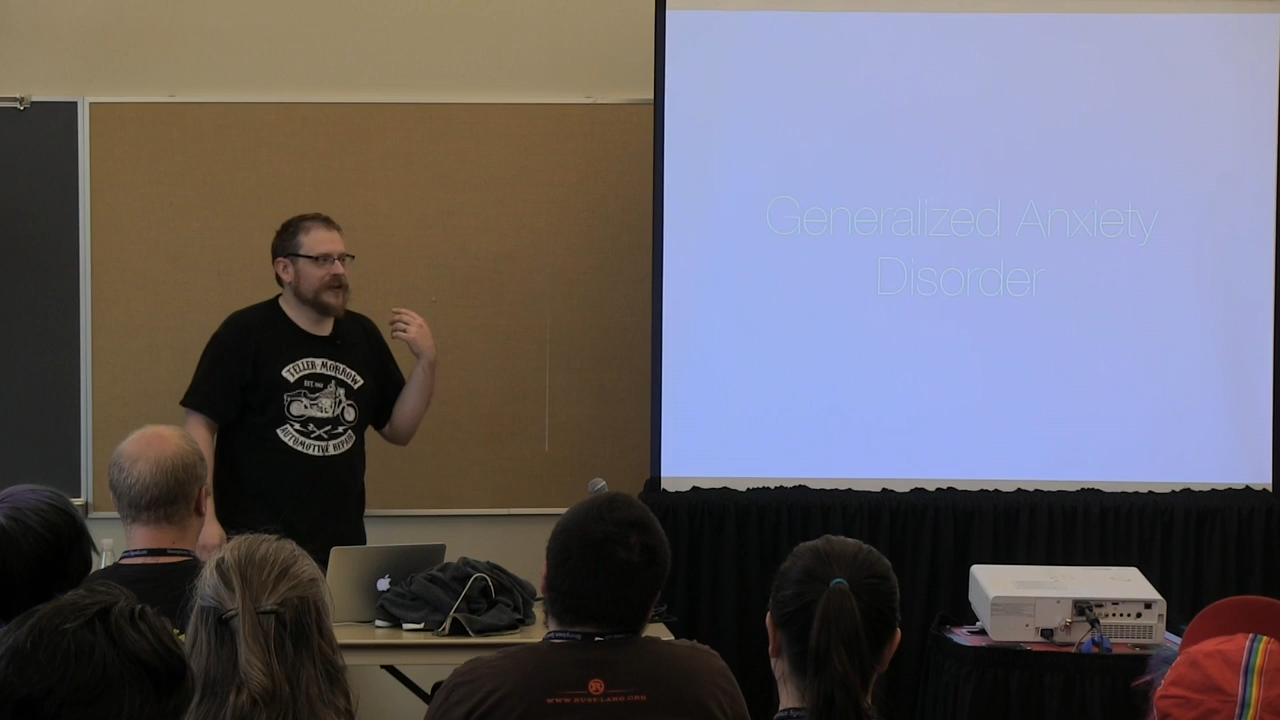 Generalized Anxiety
Disorder
TELLER-MORROW
AUTOMOTIVE REPAIR
WWW.RUST-LANG.ORG